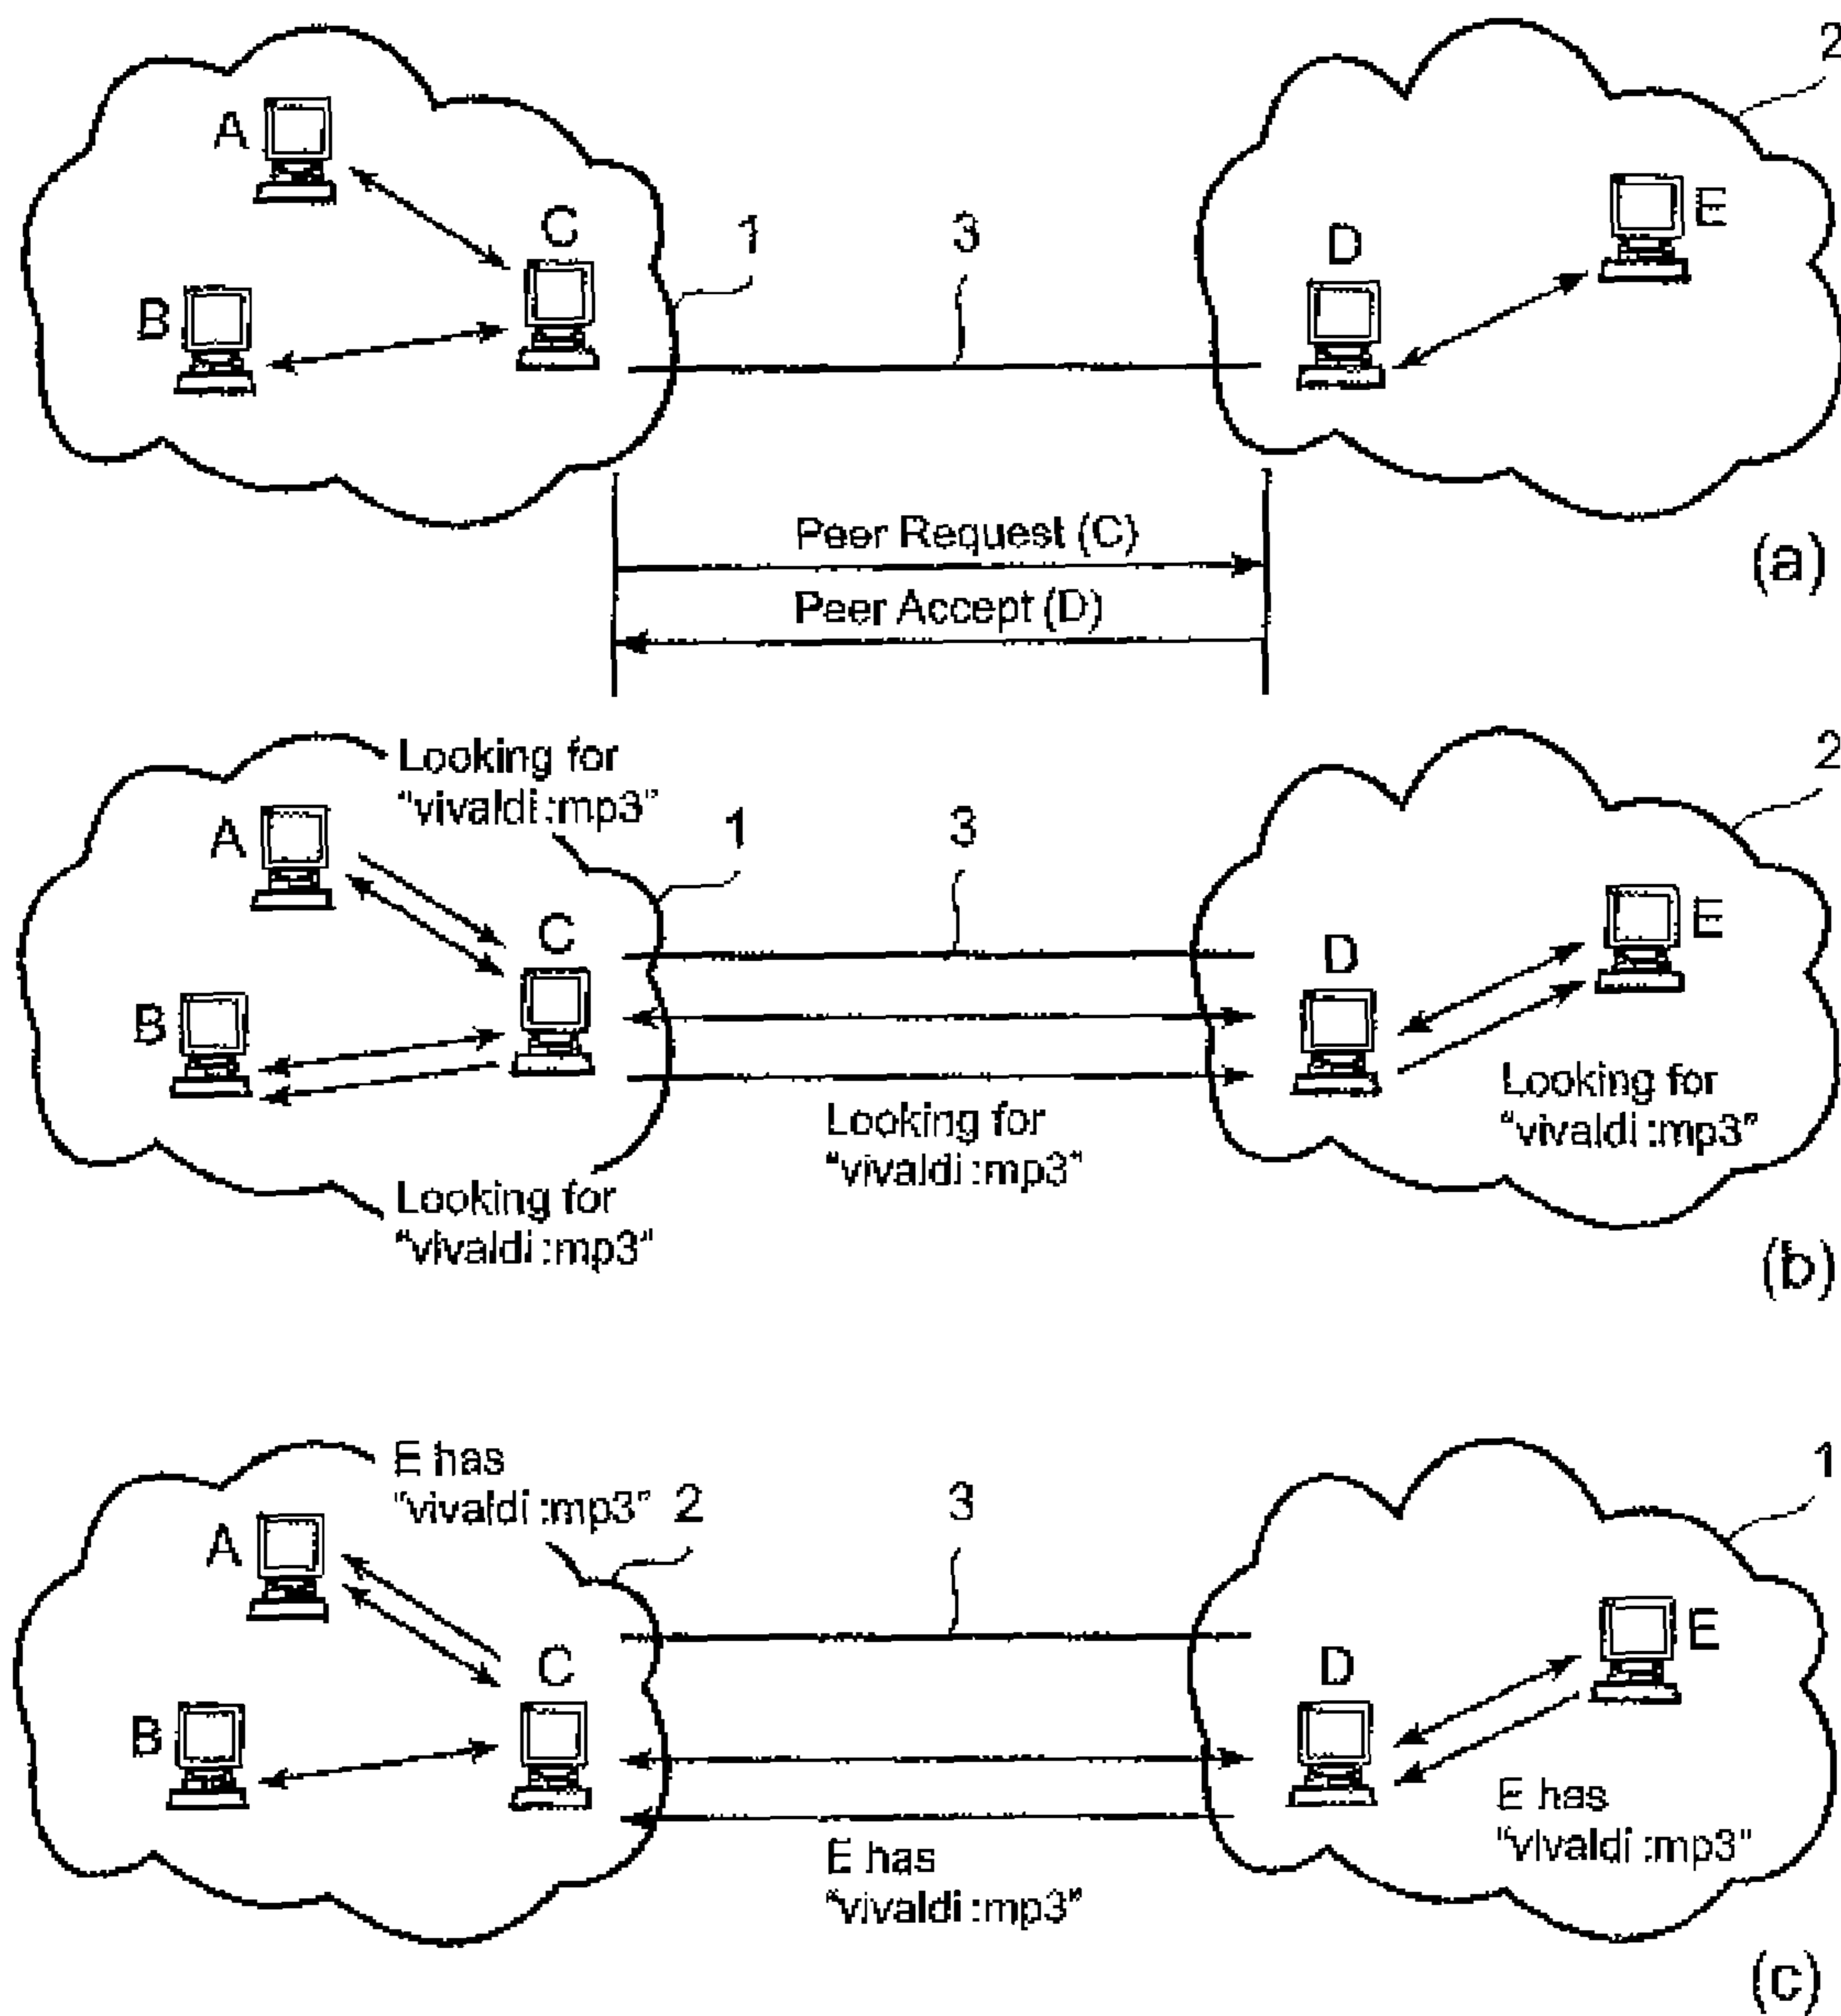 2
A
E
C
1
3
D
B
Peer Request (C)
(a)
Peer Accept (D)
Looking for
"vivaldi :mp3"
2
A
1
3
C
E
D
B
Looking for
"vivaldi :mp3"
Looking for
"vivaldi :mp3"
Looking for
"vivaldi :mp3"
(b)
E has
"vivaldi :mp3"
2
3
1
A
E
C
D
B
E has
"vivaldi :mp3"
E has
"vivaldi :mp3"
(c)